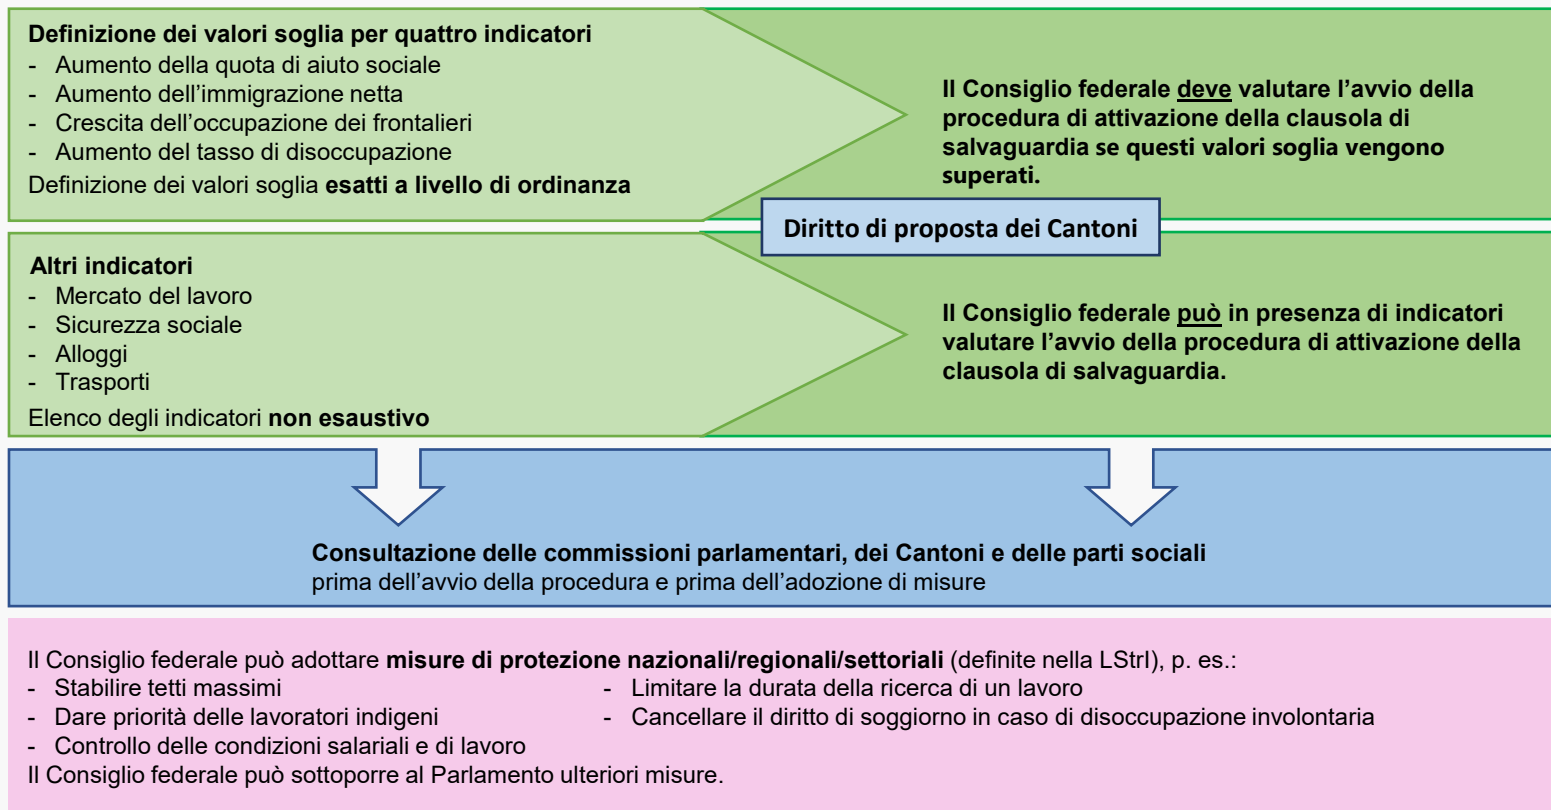 Definizione dei valori soglia per quattro indicatori
- Aumento della quota di aiuto sociale
- Aumento dell'immigrazione netta
- Crescita dell'occupazione dei frontalieri
- Aumento del tasso di disoccupazione
Definizione dei valori soglia esatti a livello di ordinanza
Il Consiglio federale deve valutare l'avvio della
procedura di attivazione della clausola di
salvaguardia se questi valori soglia vengono
superati.
Diritto di proposta dei Cantoni
Altri indicatori
- Mercato del lavoro
- Sicurezza sociale
- Alloggi
- Trasporti
Elenco degli indicatori non esaustivo
Il Consiglio federale può in presenza di indicatori
valutare l'avvio della procedura di attivazione della
clausola di salvaguardia.
Consultazione delle commissioni parlamentari, dei Cantoni e delle parti sociali
prima dell'avvio della procedura e prima dell'adozione di misure
Il Consiglio federale può adottare misure di protezione nazionali/regionali/settoriali (definite nella LStrI), p. es.:
- Stabilire tetti massimi
- Dare priorità delle lavoratori indigeni
- Controllo delle condizioni salariali e di lavoro
- Limitare la durata della ricerca di un lavoro
- Cancellare il diritto di soggiorno in caso di disoccupazione involontaria
Il Consiglio federale può sottoporre al Parlamento ulteriori misure.